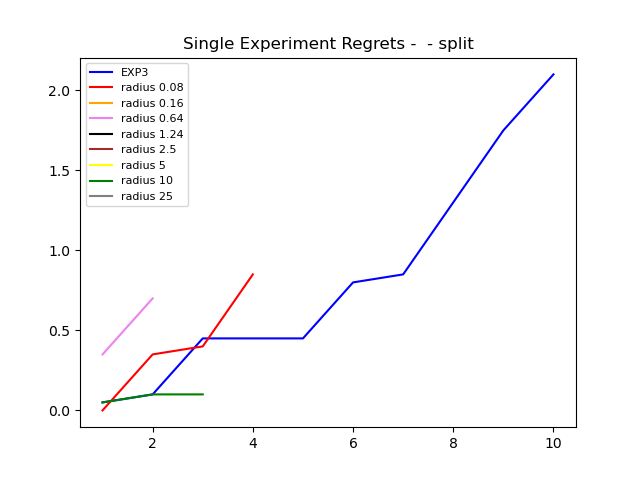 Single Experiment Regrets -  - split
EXP3
radius 0.08
radius 0.16
radius 0.64
radius 1.24
radius 2.5
radius 5
radius 10
radius 25
2.0
1.5
1.0
0.5
0.0
2 4 6 8 10